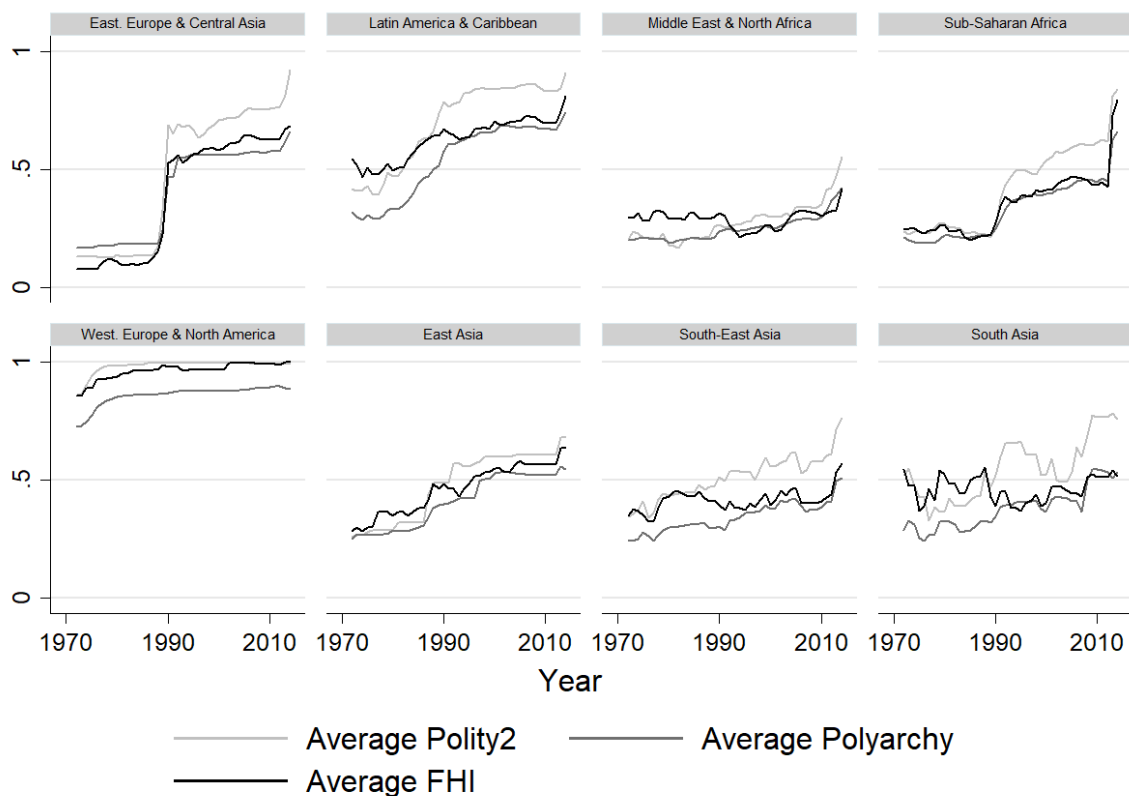 East. Europe & Central Asia
Latin America & Caribbean
Middle East & North Africa
Sub-Saharan Africa
1
.5
0
West. Europe & North America
East Asia
South-East Asia
South Asia
1
.5
0
1970 1990 2010 1970 1990 2010 1970 1990 2010 1970 1990 2010
Year
Average Polity2
Average Polyarchy
Average FHI